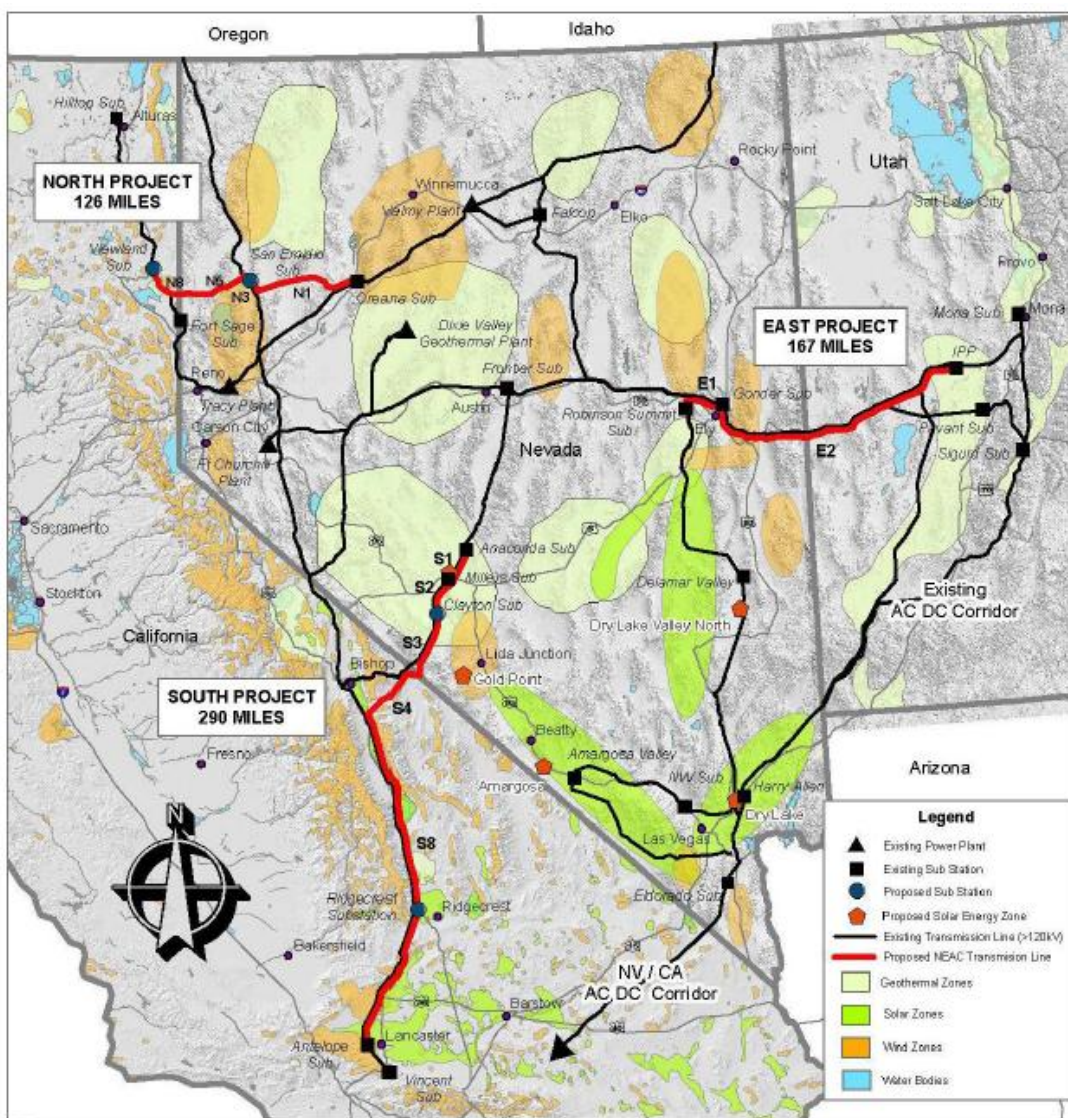 Oregon
Idaho
Hilltop Sub
Alturas
NORTH PROJECT
126 MILES
Viewland
Sub
N8
N5
N3
San Emidio
Sub
N1
Winnemucca
Valmy Plant
Falcon
Elko
Rocky Point
Utah
Salt Lake City
Provo
Oreana Sub
Fort Sage
Sub
Reno
Tracy Plant
Carson City
Ft Churchill
Plant
Dixie Valley
Geothermal Plant
Frontier Sub
Austin
Nevada
EAST PROJECT
167 MILES
Mona Sub
Mona
IPP
E1
Gonder Sub
Robinson Summit
Sub
Ely
E2
Pavant Sub
Sigurd Sub
Sacramento
Stockton
California
S1
Anaconda Sub
S2
Millers Sub
Clayton Sub
S3
Lida Junction
Gold Point
Bishop
SOUTH PROJECT
290 MILES
S4
Delamar Valley
Dry Lake Valley North
Existing
AC DC Corridor
Fresno
Beatty
Amargosa Valley
Amargosa
NW Sub
Harry Allen
Dry Lake
Las Vegas
Arizona
N
S8
Eldorado Sub
Ridgecrest
Substation
Ridgecrest
Bakersfield
NV / CA
AC DC Corridor
Barstow
Antelope
Sub
Lancaster
Vincent
Sub
Legend
Existing Power Plant
Existing Sub Station
Proposed Sub Station
Proposed Solar Energy Zone
Existing Transmission Line (>120kV)
Proposed NEAC Transmision Line
Geothermal Zones
Solar Zones
Wind Zones
Water Bodies